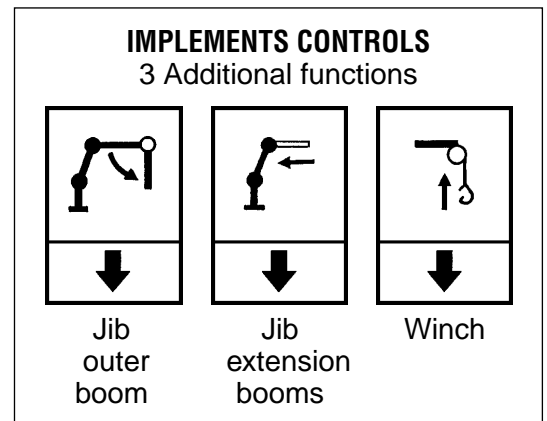 IMPLEMENTS CONTROLS
3 Additional functions
Jib
outer
boom
Jib
extension
booms
Winch